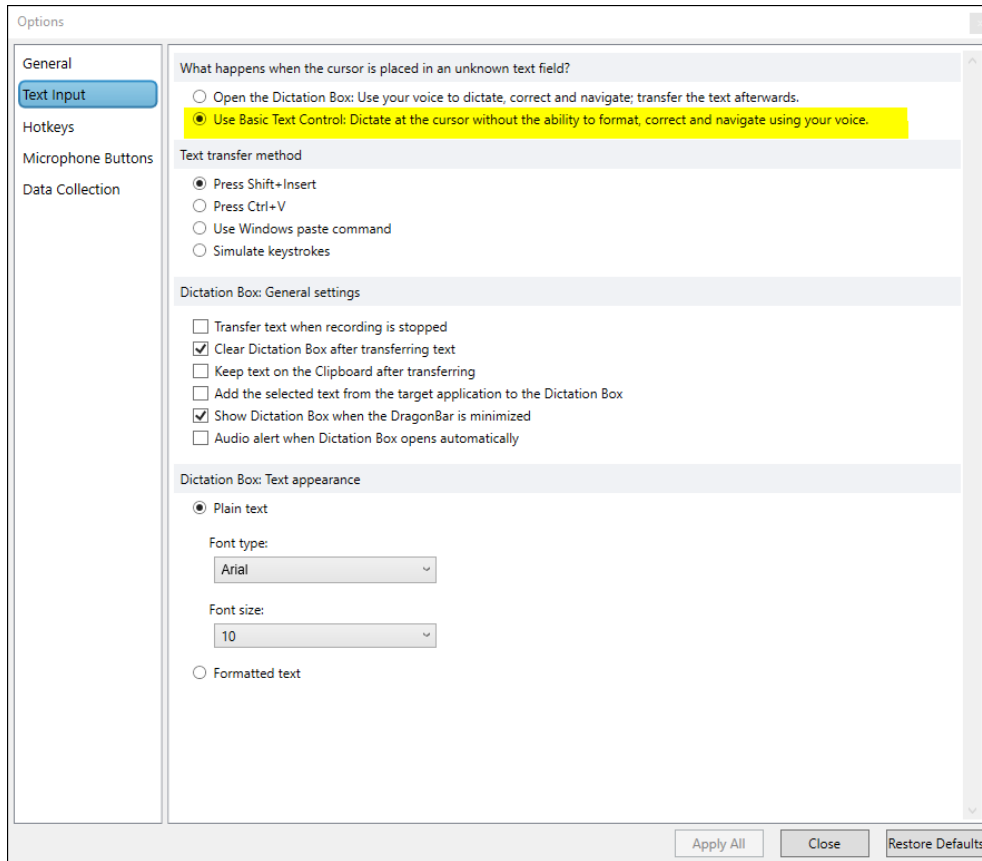 Options
General
Text Input
Hotkeys
Microphone Buttons
Data Collection
What happens when the cursor is placed in an unknown text field?
Open the Dictation Box: Use your voice to dictate, correct and navigate; transfer the text afterwards.
Use Basic Text Control: Dictate at the cursor without the ability to format, correct and navigate using your voice.
Text transfer method
Press Shift+Insert
Press Ctrl+V
Use Windows paste command
Simulate keystrokes
Dictation Box: General settings
Transfer text when recording is stopped
Clear Dictation Box after transferring text
Keep text on the Clipboard after transferring
Add the selected text from the target application to the Dictation Box
Show Dictation Box when the DragonBar is minimized
Audio alert when Dictation Box opens automatically
Dictation Box: Text appearance
Plain text
Font type:
Arial
Font size:
10
Formatted text
Apply All
Close
Restore Defaults